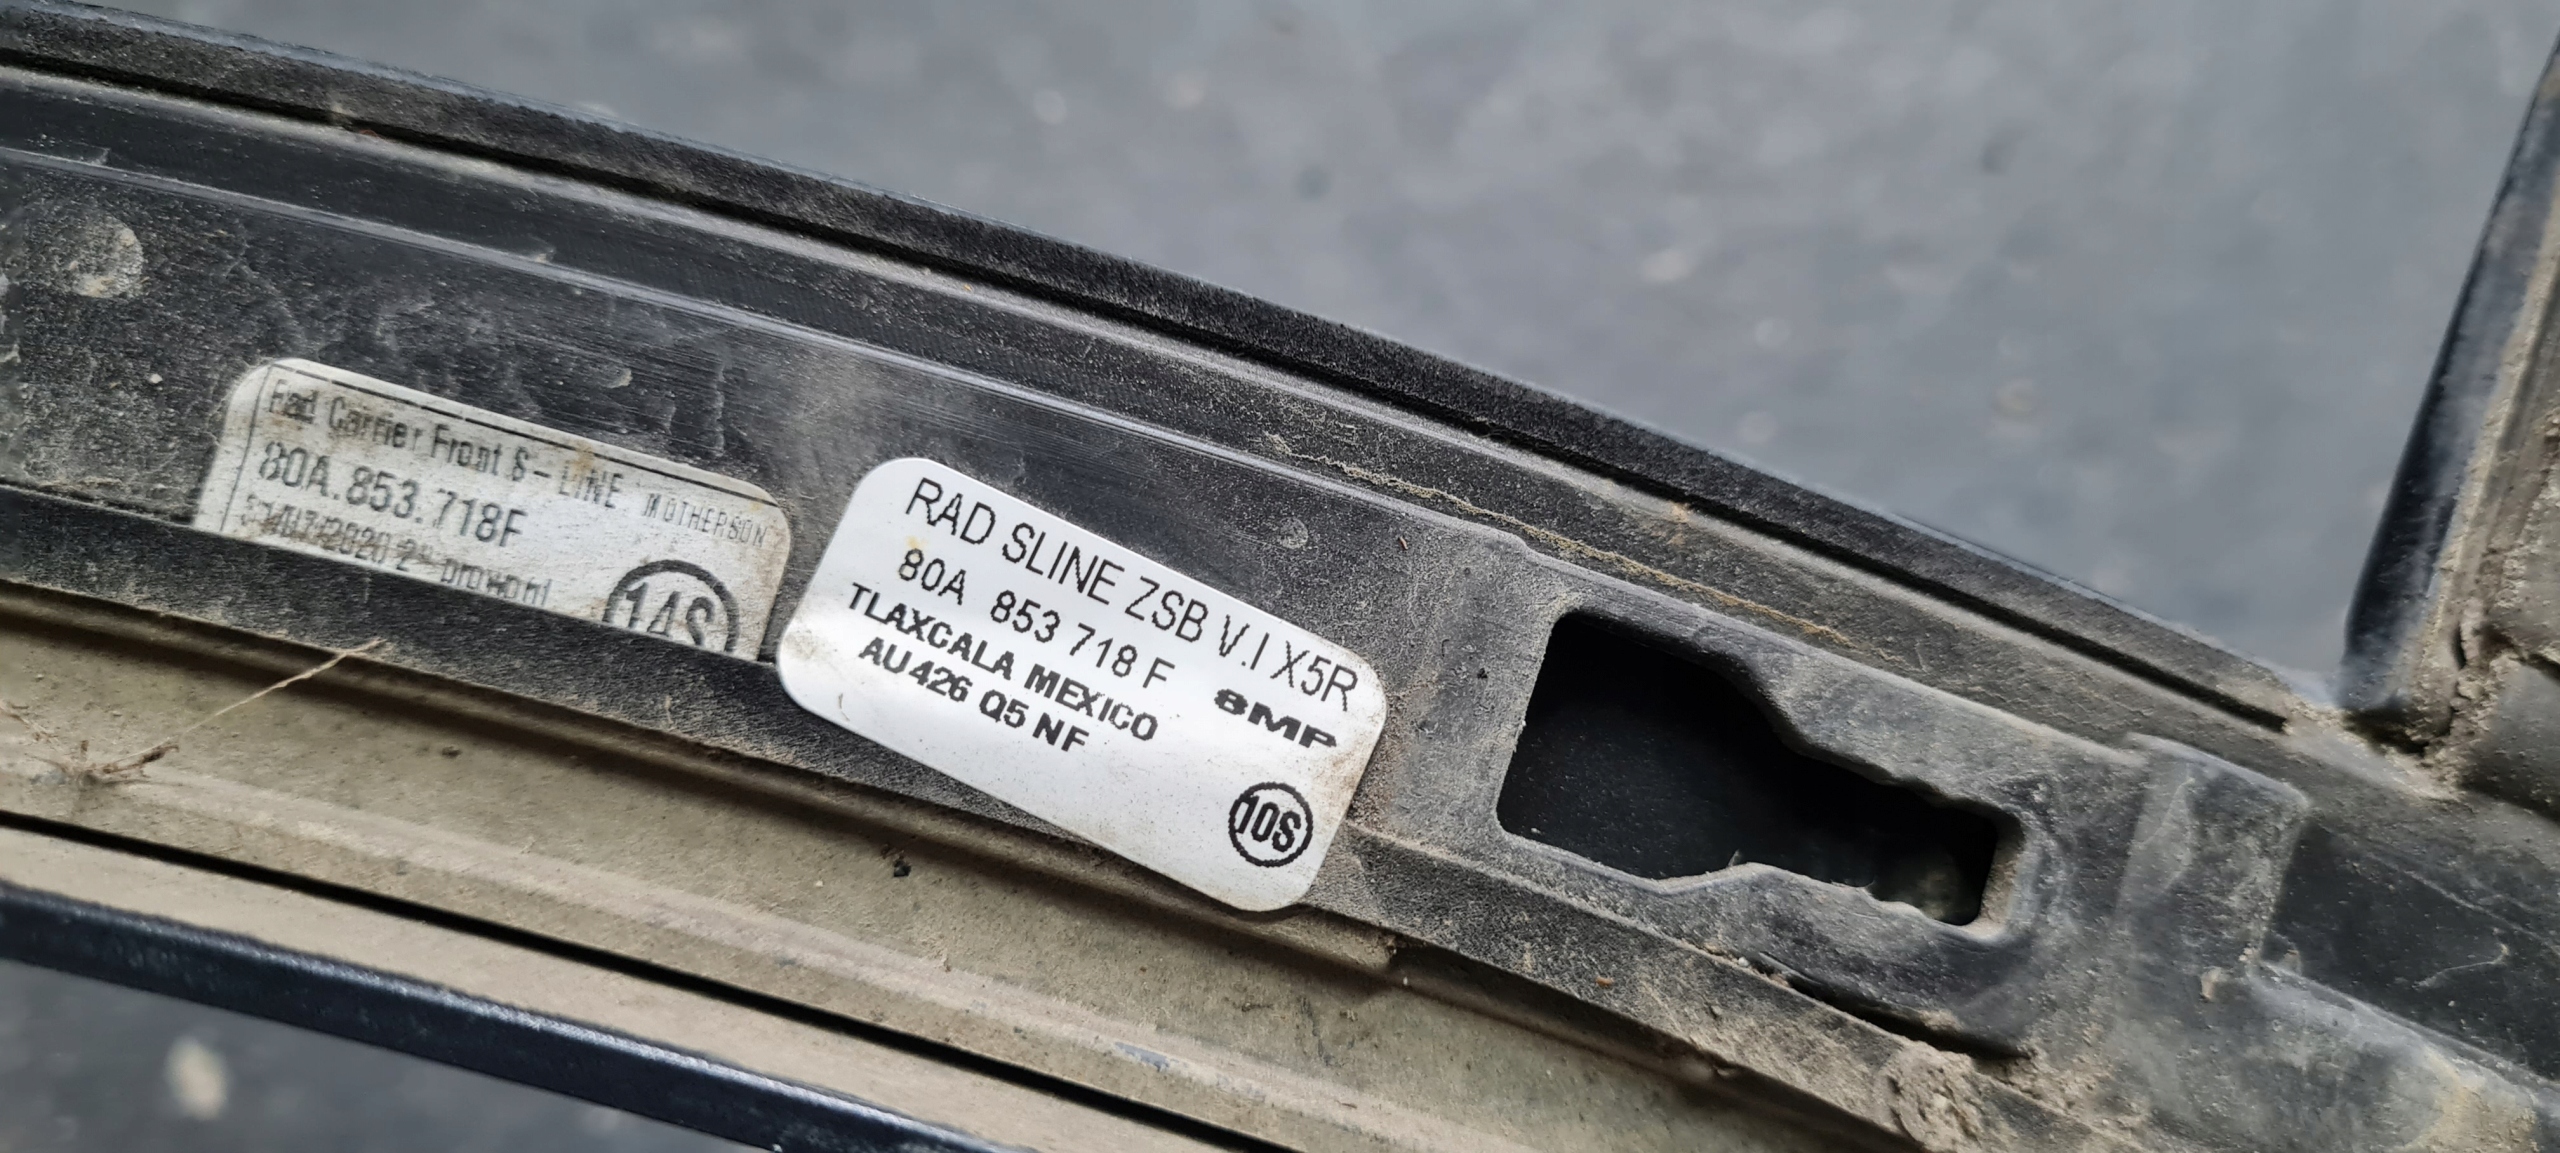 Rad Carrier Front S-LINE MOTHERSON
80A.853.718F
14S
RAD SLINE ZSB V.I X5R
80A 853 718 F 8MP
TLAXCALA MEXICO
AU426 Q5 NF
10S